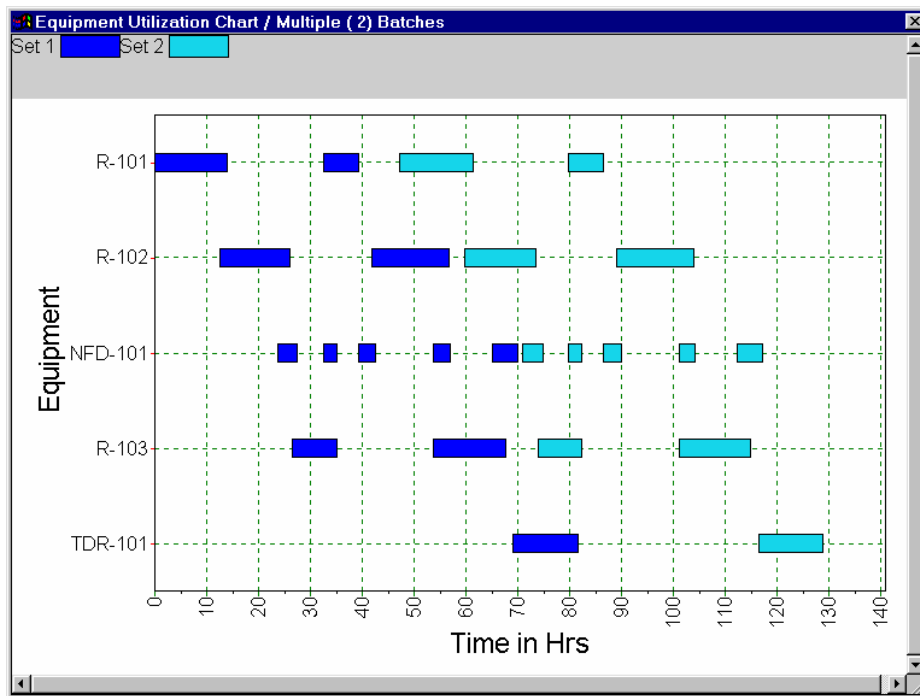 Equipment Utilization Chart / Multiple ( 2) Batches
Set 1 Set 2
R-101
R-102
NFD-101
R-103
TDR-101
Equipment
0 10 20 30 40 50 60 70 80 90 100 110 120 130 140
Time in Hrs